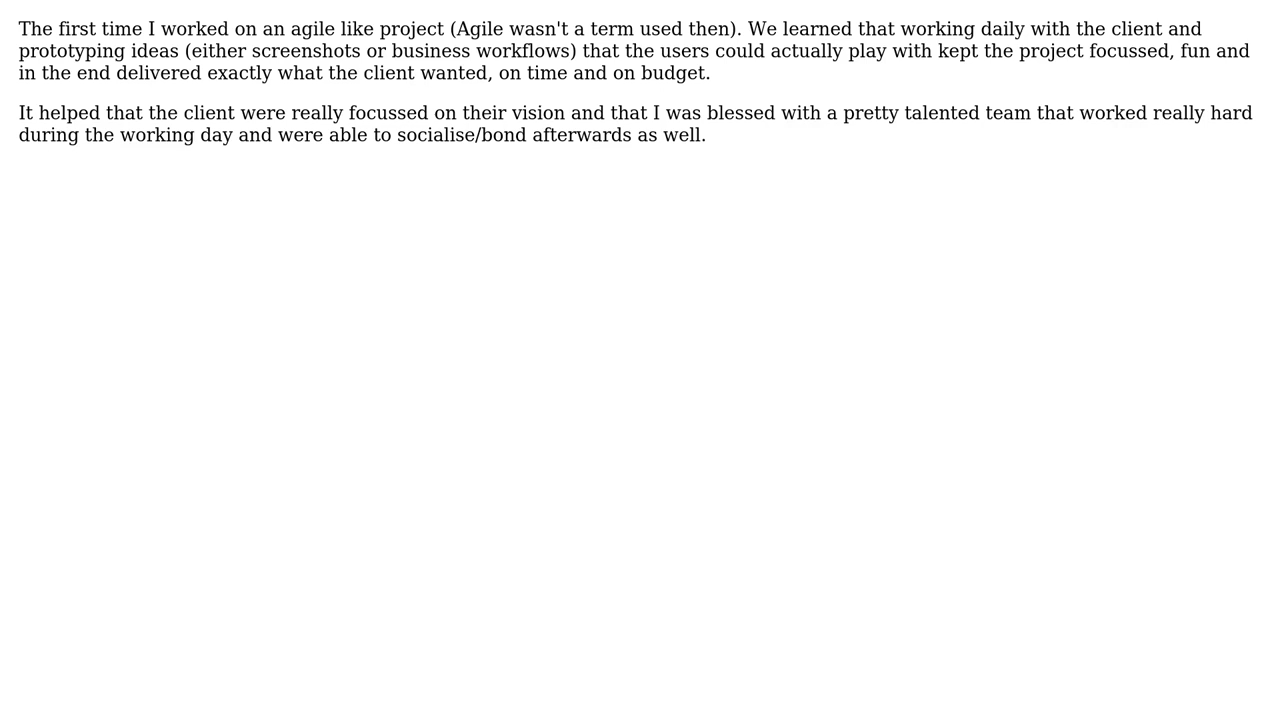 The first time I worked on an agile like project (Agile wasn't a term used then). We learned that working daily with the client and
prototyping ideas (either screenshots or business workflows) that the users could actually play with kept the project focussed, fun and
in the end delivered exactly what the client wanted, on time and on budget.
It helped that the client were really focussed on their vision and that I was blessed with a pretty talented team that worked really hard
during the working day and were able to socialise/bond afterwards as well.